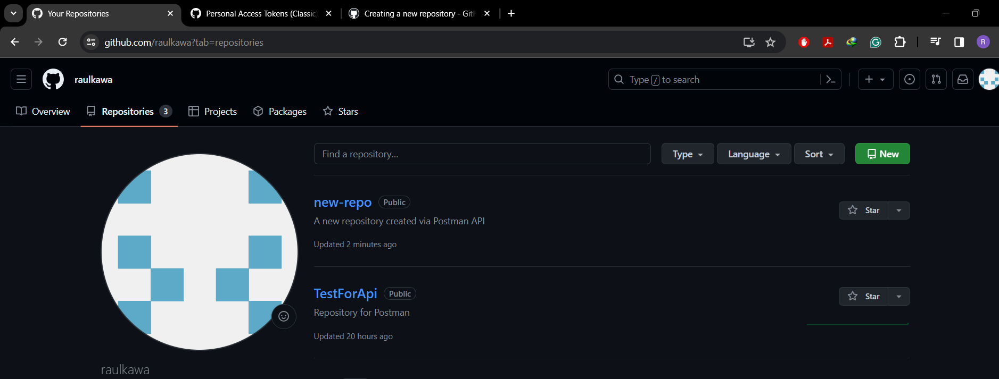 Your Repositories
Personal Access Tokens (Classic)
Creating a new repository - Git
github.com/raulkawa?tab=repositories
R
raulkawa
Type / to search
Overview
Repositories 3
Projects
Packages
Stars
Find a repository...
Type
Language
Sort
New
new-repo Public
Star
A new repository created via Postman API
Updated 2 minutes ago
TestForApi Public
Star
Repository for Postman
Updated 20 hours ago
raulkawa